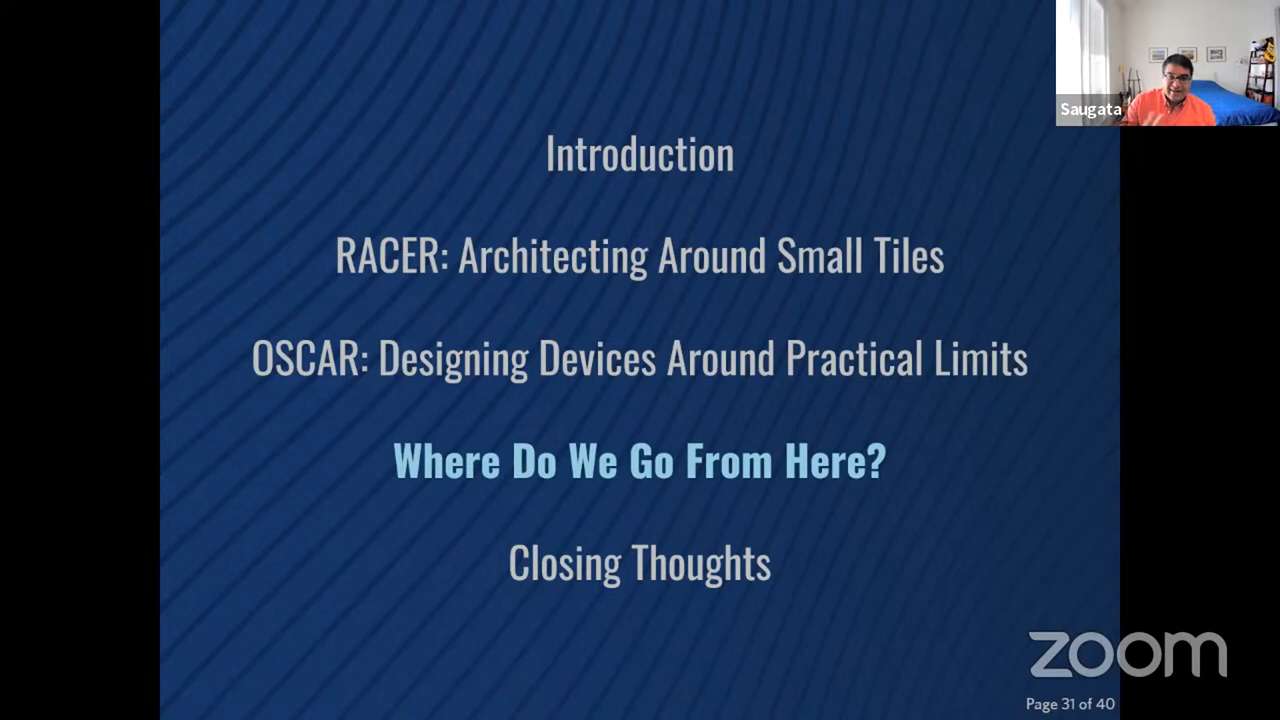 Saugata
Introduction
RACER: Architecting Around Small Tiles
OSCAR: Designing Devices Around Practical Limits
Where Do We Go From Here?
Closing Thoughts
zoom
Page 31 of 40